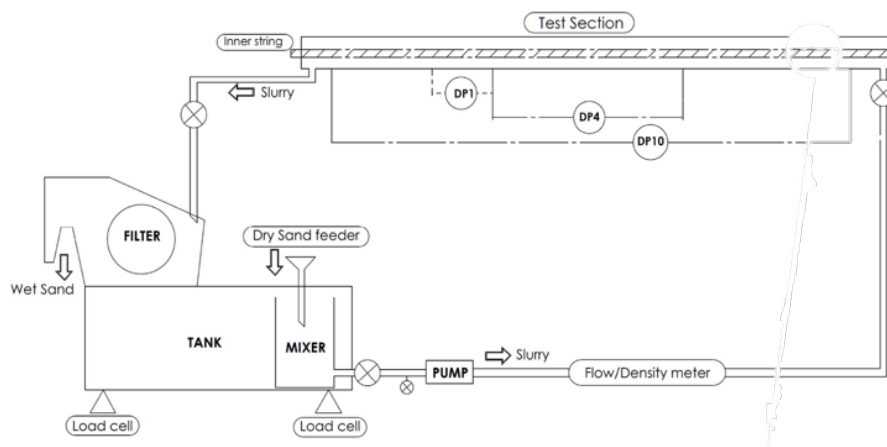 Test Section
Inner string
Slurry
DP1
DP4
DP10
FILTER
Dry Sand feeder
Wet Sand
TANK
MIXER
PUMP
Slurry
Flow/Density meter
Load cell
Load cell